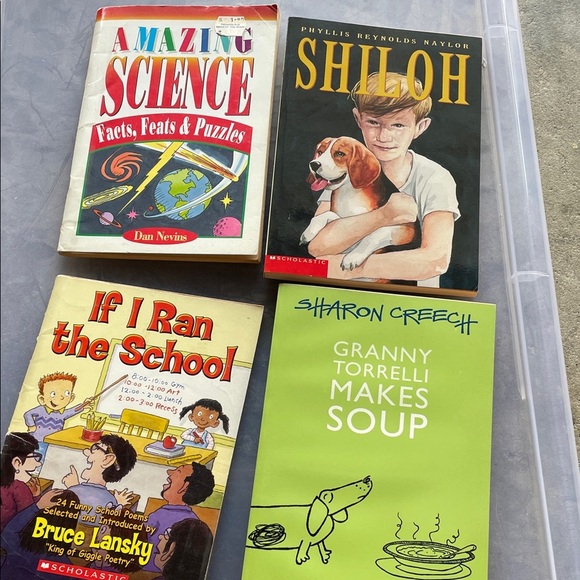 AMAZING
SCIENCE
Facts, Feats & Puzzles
Dan Nevins
PHYLLIS REYNOLDS NAYLOR
SHILOH
SCHOLASTIC
If I Ran
the School
8:00-10:00 Gym
10:00-12:00 Art
12:00-2:00 Lunch
2:00-3:00 Recess
24 Funny School Poems
Selected and Introduced by
Bruce Lansky
"King of Giggle Poetry"
SCHOLASTIC
SHARON CREECH
GRANNY
TORRELLI
MAKES
SOUP